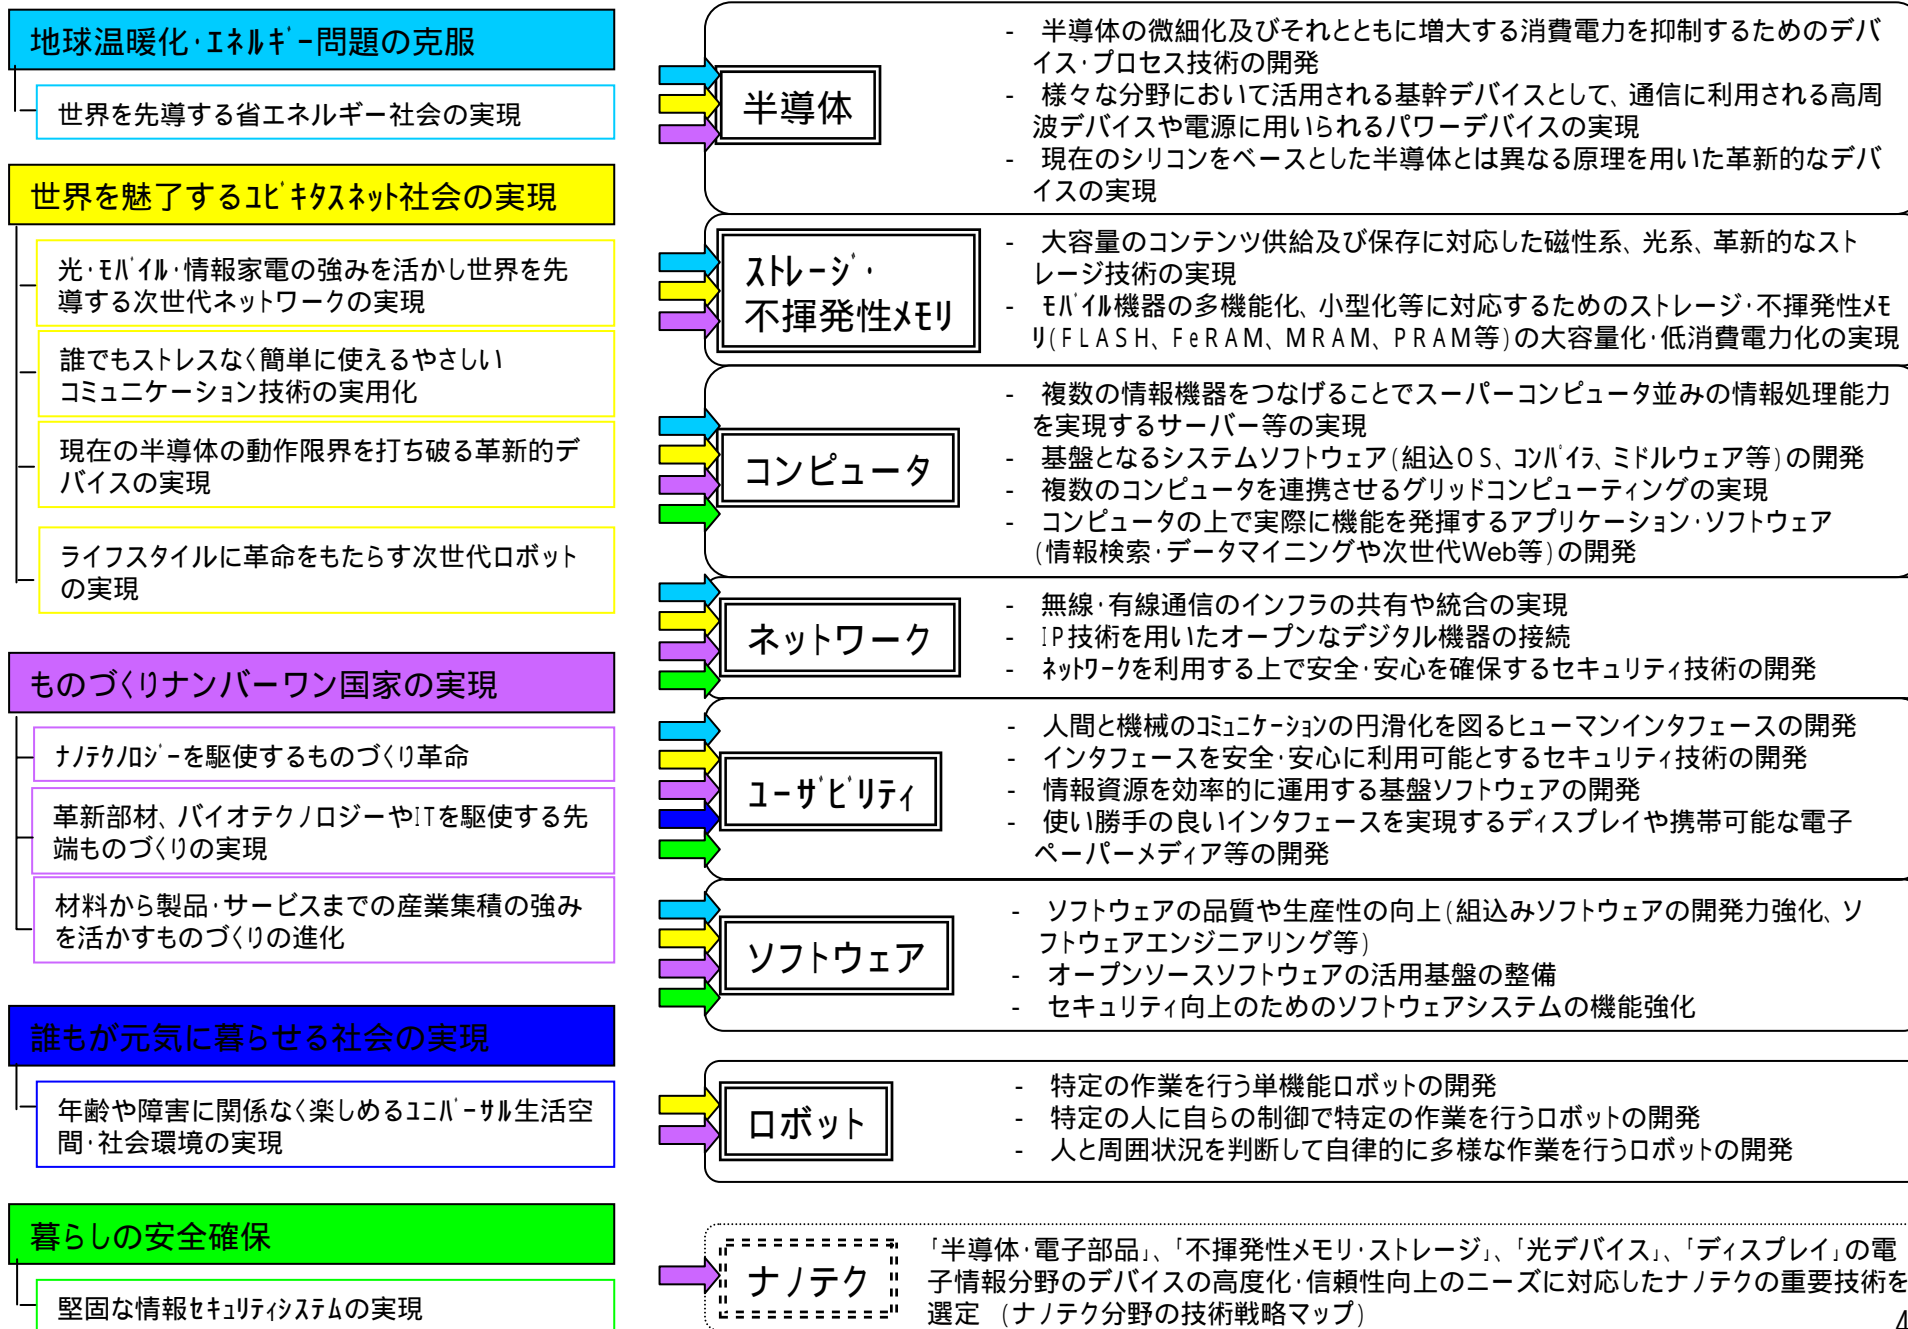 地球温暖化･ｴﾈﾙｷﾞｰ問題の克服
世界を先導する省エネルギー社会の実現
世界を魅了するﾕﾋﾞｷﾀｽﾈｯﾄ社会の実現
光･ﾓﾊﾞｲﾙ･情報家電の強みを活かし世界を先
導する次世代ネットワークの実現
誰でもストレスなく簡単に使えるやさしい
コミュニケーション技術の実用化
現在の半導体の動作限界を打ち破る革新的デ
バイスの実現
ライフスタイルに革命をもたらす次世代ロボット
の実現
ものづくりナンバーワン国家の実現
ﾅﾉﾃｸﾉﾛｼﾞｰを駆使するものづくり革命
革新部材、バイオテクノロジーやITを駆使する先
端ものづくりの実現
材料から製品･サービスまでの産業集積の強み
を活かすものづくりの進化
誰もが元気に暮らせる社会の実現
年齢や障害に関係なく楽しめるﾕﾆﾊﾞｰｻﾙ生活空
間･社会環境の実現
暮らしの安全確保
堅固な情報ｾｷｭﾘﾃｨｼｽﾃﾑの実現
半導体
- 半導体の微細化及びそれとともに増大する消費電力を抑制するためのデバ
イス･プロセス技術の開発
- 様々な分野において活用される基幹デバイスとして、通信に利用される高周
波デバイスや電源に用いられるパワーデバイスの実現
- 現在のシリコンをベースとした半導体とは異なる原理を用いた革新的なデバ
イスの実現
ｽﾄﾚｰｼﾞ･
不揮発性ﾒﾓﾘ
- 大容量のコンテンツ供給及び保存に対応した磁性系、光系、革新的なスト
レージ技術の実現
- ﾓﾊﾞｲﾙ機器の多機能化、小型化等に対応するためのストレージ･不揮発性ﾒﾓ
ﾘ(FLASH、FeRAM、MRAM、PRAM等)の大容量化･低消費電力化の実現
コンピュータ
- 複数の情報機器をつなげることでスーパーコンピュータ並みの情報処理能力
を実現するサーバー等の実現
- 基盤となるシステムソフトウェア(組込OS、ｺﾝﾊﾟｲﾗ、ミドルウェア等)の開発
- 複数のコンピュータを連携させるグリッドコンピューティングの実現
- コンピュータの上で実際に機能を発揮するアプリケーション･ソフトウェア
(情報検索･データマイニングや次世代Web等)の開発
ネットワーク
- 無線･有線通信のインフラの共有や統合の実現
- IP技術を用いたオープンなデジタル機器の接続
- ﾈｯﾄﾜｰｸを利用する上で安全･安心を確保するセキュリティ技術の開発
ﾕｰｻﾞﾋﾞﾘﾃｨ
- 人間と機械のｺﾐｭﾆｹｰｼｮﾝの円滑化を図るヒューマンインタフェースの開発
- インタフェースを安全･安心に利用可能とするセキュリティ技術の開発
- 情報資源を効率的に運用する基盤ソフトウェアの開発
- 使い勝手の良いインタフェースを実現するディスプレイや携帯可能な電子
ペーパーメディア等の開発
ソフトウェア
- ソフトウェアの品質や生産性の向上(組込みソフトウェアの開発力強化、ソ
フトウェアエンジニアリング等)
- オープンソースソフトウェアの活用基盤の整備
- セキュリティ向上のためのソフトウェアシステムの機能強化
ロボット
- 特定の作業を行う単機能ロボットの開発
- 特定の人に自らの制御で特定の作業を行うロボットの開発
- 人と周囲状況を判断して自律的に多様な作業を行うロボットの開発
ナノテク
「半導体･電子部品」、「不揮発性メモリ･ストレージ」、「光デバイス」、「ディスプレイ」の電
子情報分野のデバイスの高度化･信頼性向上のニーズに対応したナノテクの重要技術を
選定 (ナノテク分野の技術戦略マップ)
4